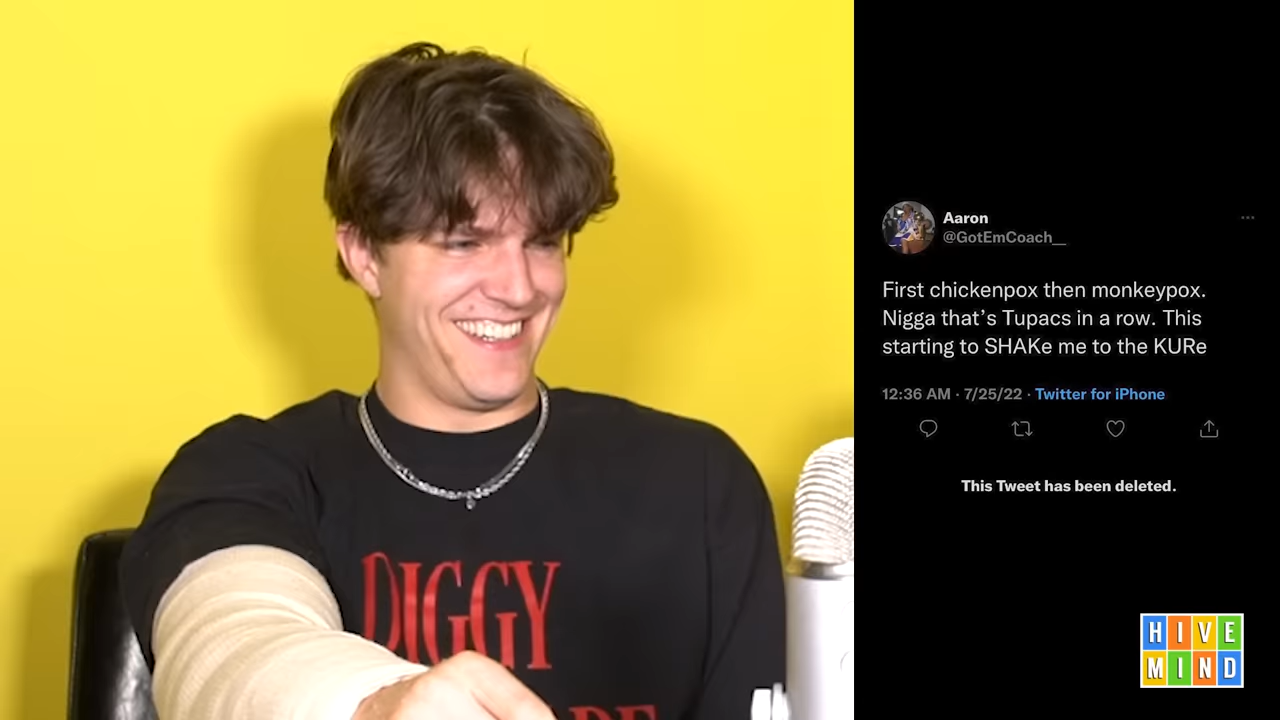 DIGGY
Aaron
@GotEmCoach__
First chickenpox then monkeypox.
Nigga that’s Tupacs in a row. This
starting to SHAKe me to the KURe
12:36 AM · 7/25/22 · Twitter for iPhone
This Tweet has been deleted.
HIVE
MIND